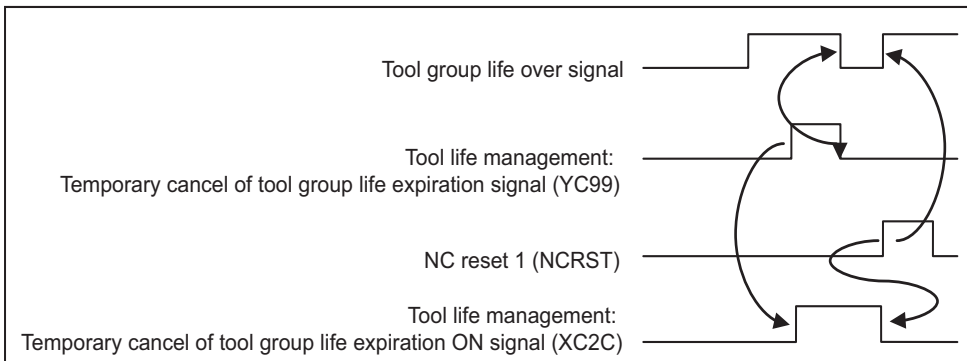 Tool group life over signal
Tool life management:
Temporary cancel of tool group life expiration signal (YC99)
NC reset 1 (NCRST)
Tool life management:
Temporary cancel of tool group life expiration ON signal (XC2C)